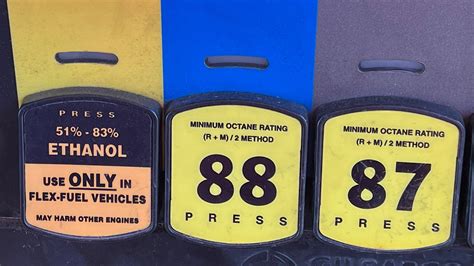 PRESS
51% - 83%
ETHANOL
USE ONLY IN
FLEX-FUEL VEHICLES
MAY HARM OTHER ENGINES
MINIMUM OCTANE RATING
(R + M) / 2 METHOD
88
PRESS
MINIMUM OCTANE RATING
(R + M) / 2 METHOD
87
PRESS